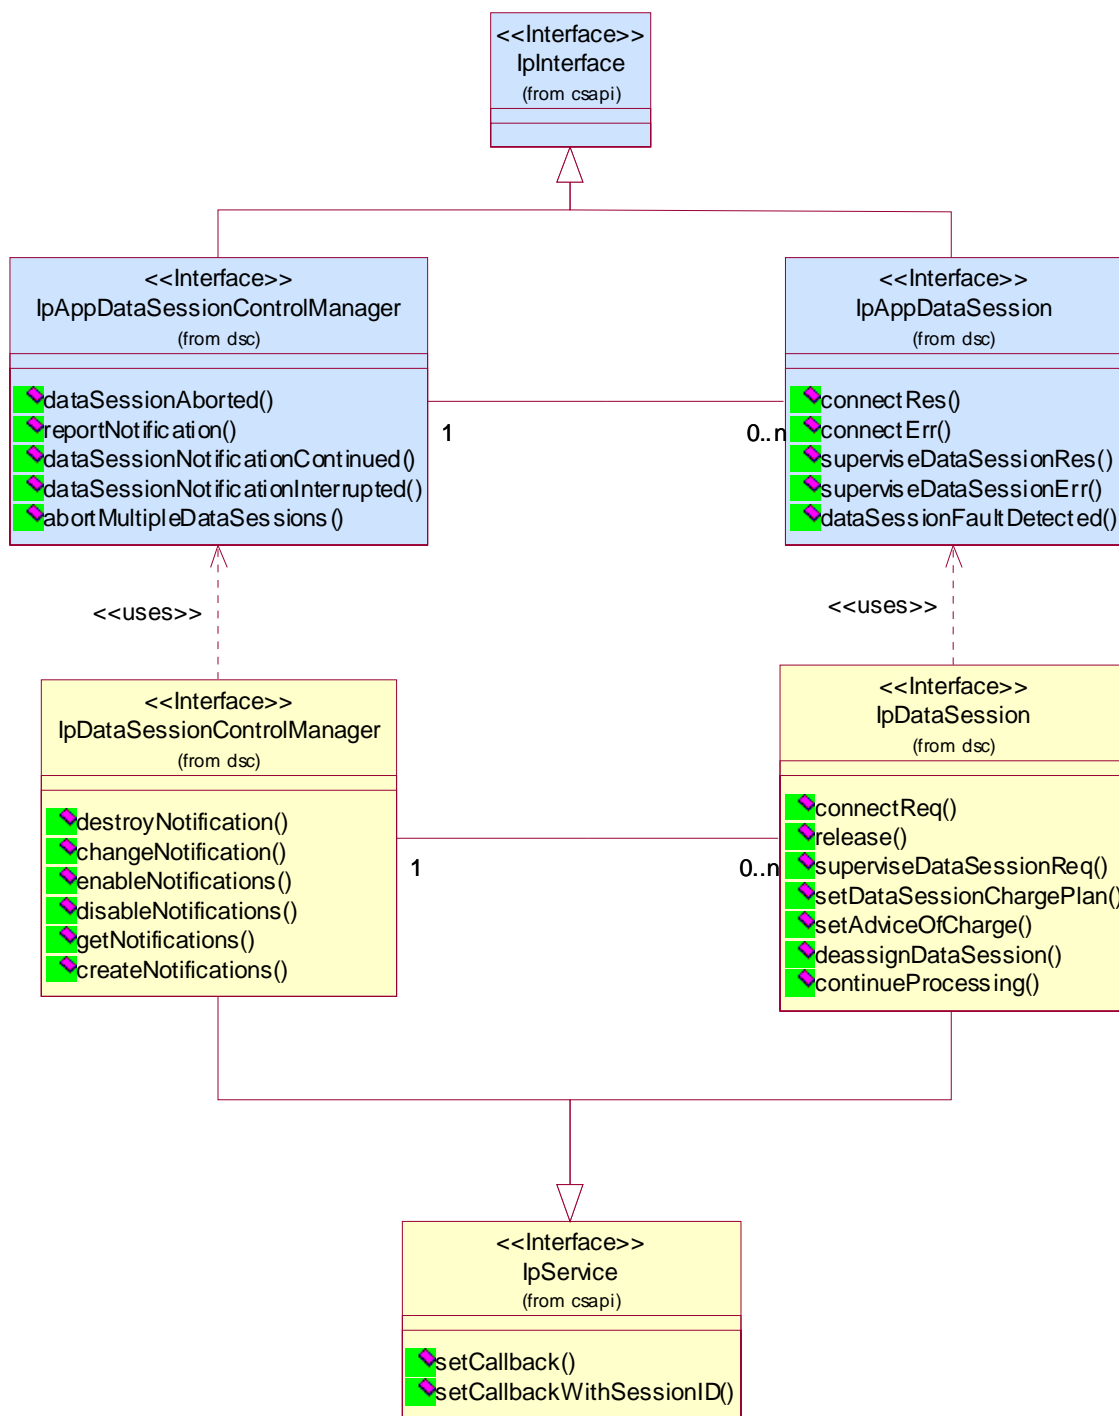 <<Interface>>
IpInterface
(from csapi)
<<Interface>>
IpAppDataSessionControlManager
(from dsc)
dataSessionAborted()
reportNotification()
dataSessionNotificationContinued()
dataSessionNotificationInterrupted()
abortMultipleDataSessions()
<<Interface>>
IpAppDataSession
(from dsc)
connectRes()
connectErr()
superviseDataSessionRes()
superviseDataSessionErr()
dataSessionFaultDetected()
1
0..n
<<uses>>
<<uses>>
<<Interface>>
IpDataSessionControlManager
(from dsc)
destroyNotification()
changeNotification()
enableNotifications()
disableNotifications()
getNotifications()
createNotifications()
<<Interface>>
IpDataSession
(from dsc)
connectReq()
release()
superviseDataSessionReq()
setDataSessionChargePlan()
setAdviceOfCharge()
deassignDataSession()
continueProcessing()
1
0..n
<<Interface>>
IpService
(from csapi)
setCallback()
setCallbackWithSessionID()